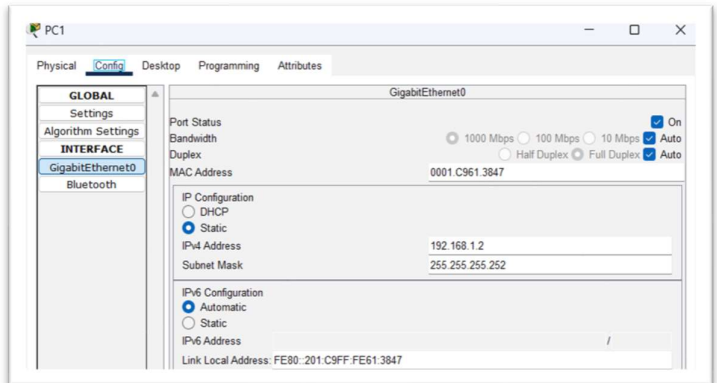 PC1
Physical Config Desktop Programming Attributes
GLOBAL
Settings
Algorithm Settings
INTERFACE
GigabitEthernet0
Bluetooth
GigabitEthernet0
Port Status On
Bandwidth 1000 Mbps 100 Mbps 10 Mbps Auto
Duplex Half Duplex Full Duplex Auto
MAC Address 0001.C961.3847
IP Configuration
DHCP
Static
IPv4 Address 192.168.1.2
Subnet Mask 255.255.255.252
IPv6 Configuration
Automatic
Static
IPv6 Address /
Link Local Address: FE80::201:C9FF:FE61:3847